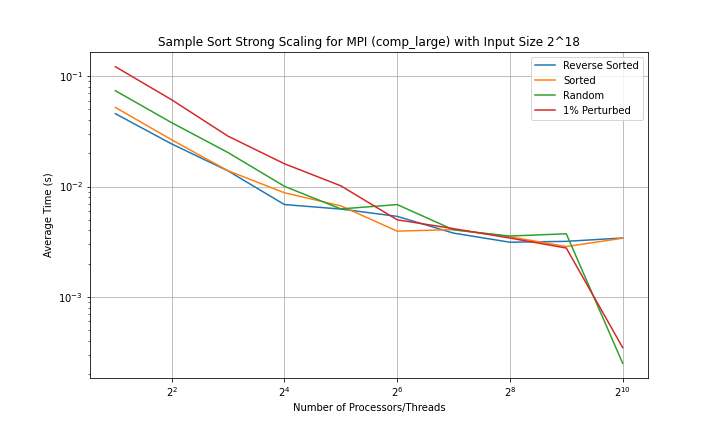 Sample Sort Strong Scaling for MPI (comp_large) with Input Size 2^18
Reverse Sorted
Sorted
Random
1% Perturbed
Average Time (s)
10⁻¹
10⁻²
10⁻³
2² 2⁴ 2⁶ 2⁸ 2¹⁰
Number of Processors/Threads